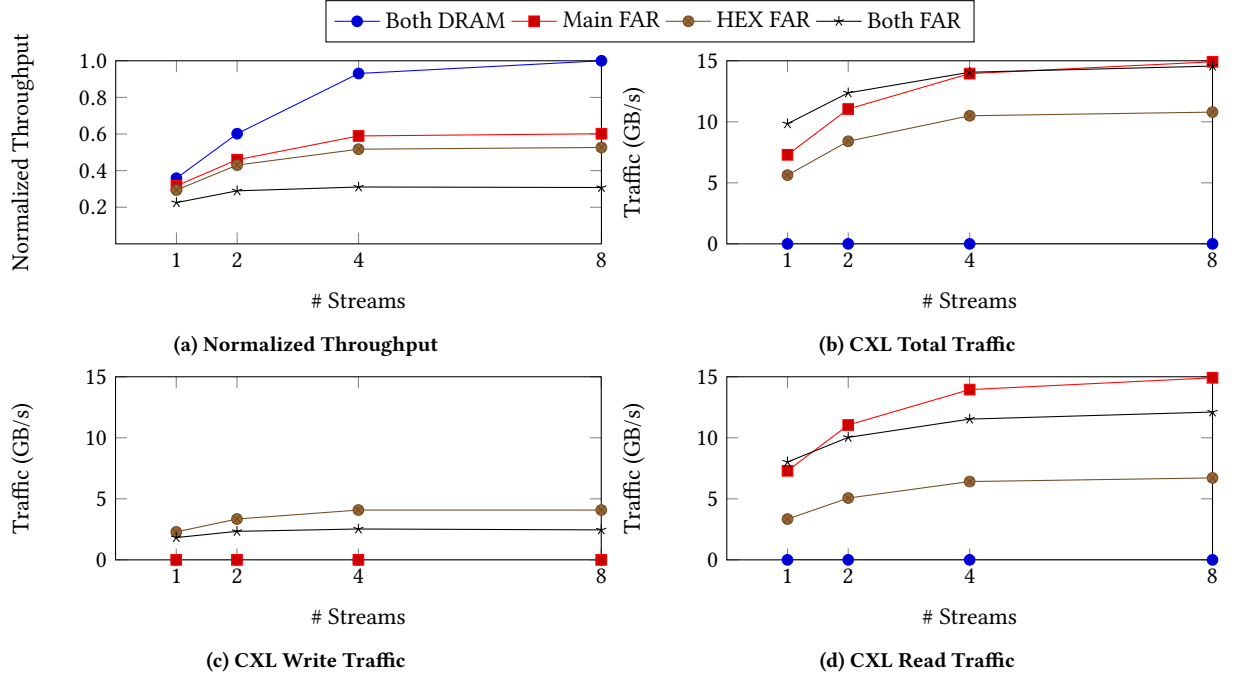 Both DRAM Main FAR HEX FAR Both FAR
Normalized Throughput
1.0
0.8
0.6
0.4
0.2
1 2 4 8
# Streams
(a) Normalized Throughput
Traffic (GB/s)
15
10
5
0
1 2 4 8
# Streams
(b) CXL Total Traffic
Traffic (GB/s)
15
10
5
0
1 2 4 8
# Streams
(c) CXL Write Traffic
Traffic (GB/s)
15
10
5
0
1 2 4 8
# Streams
(d) CXL Read Traffic